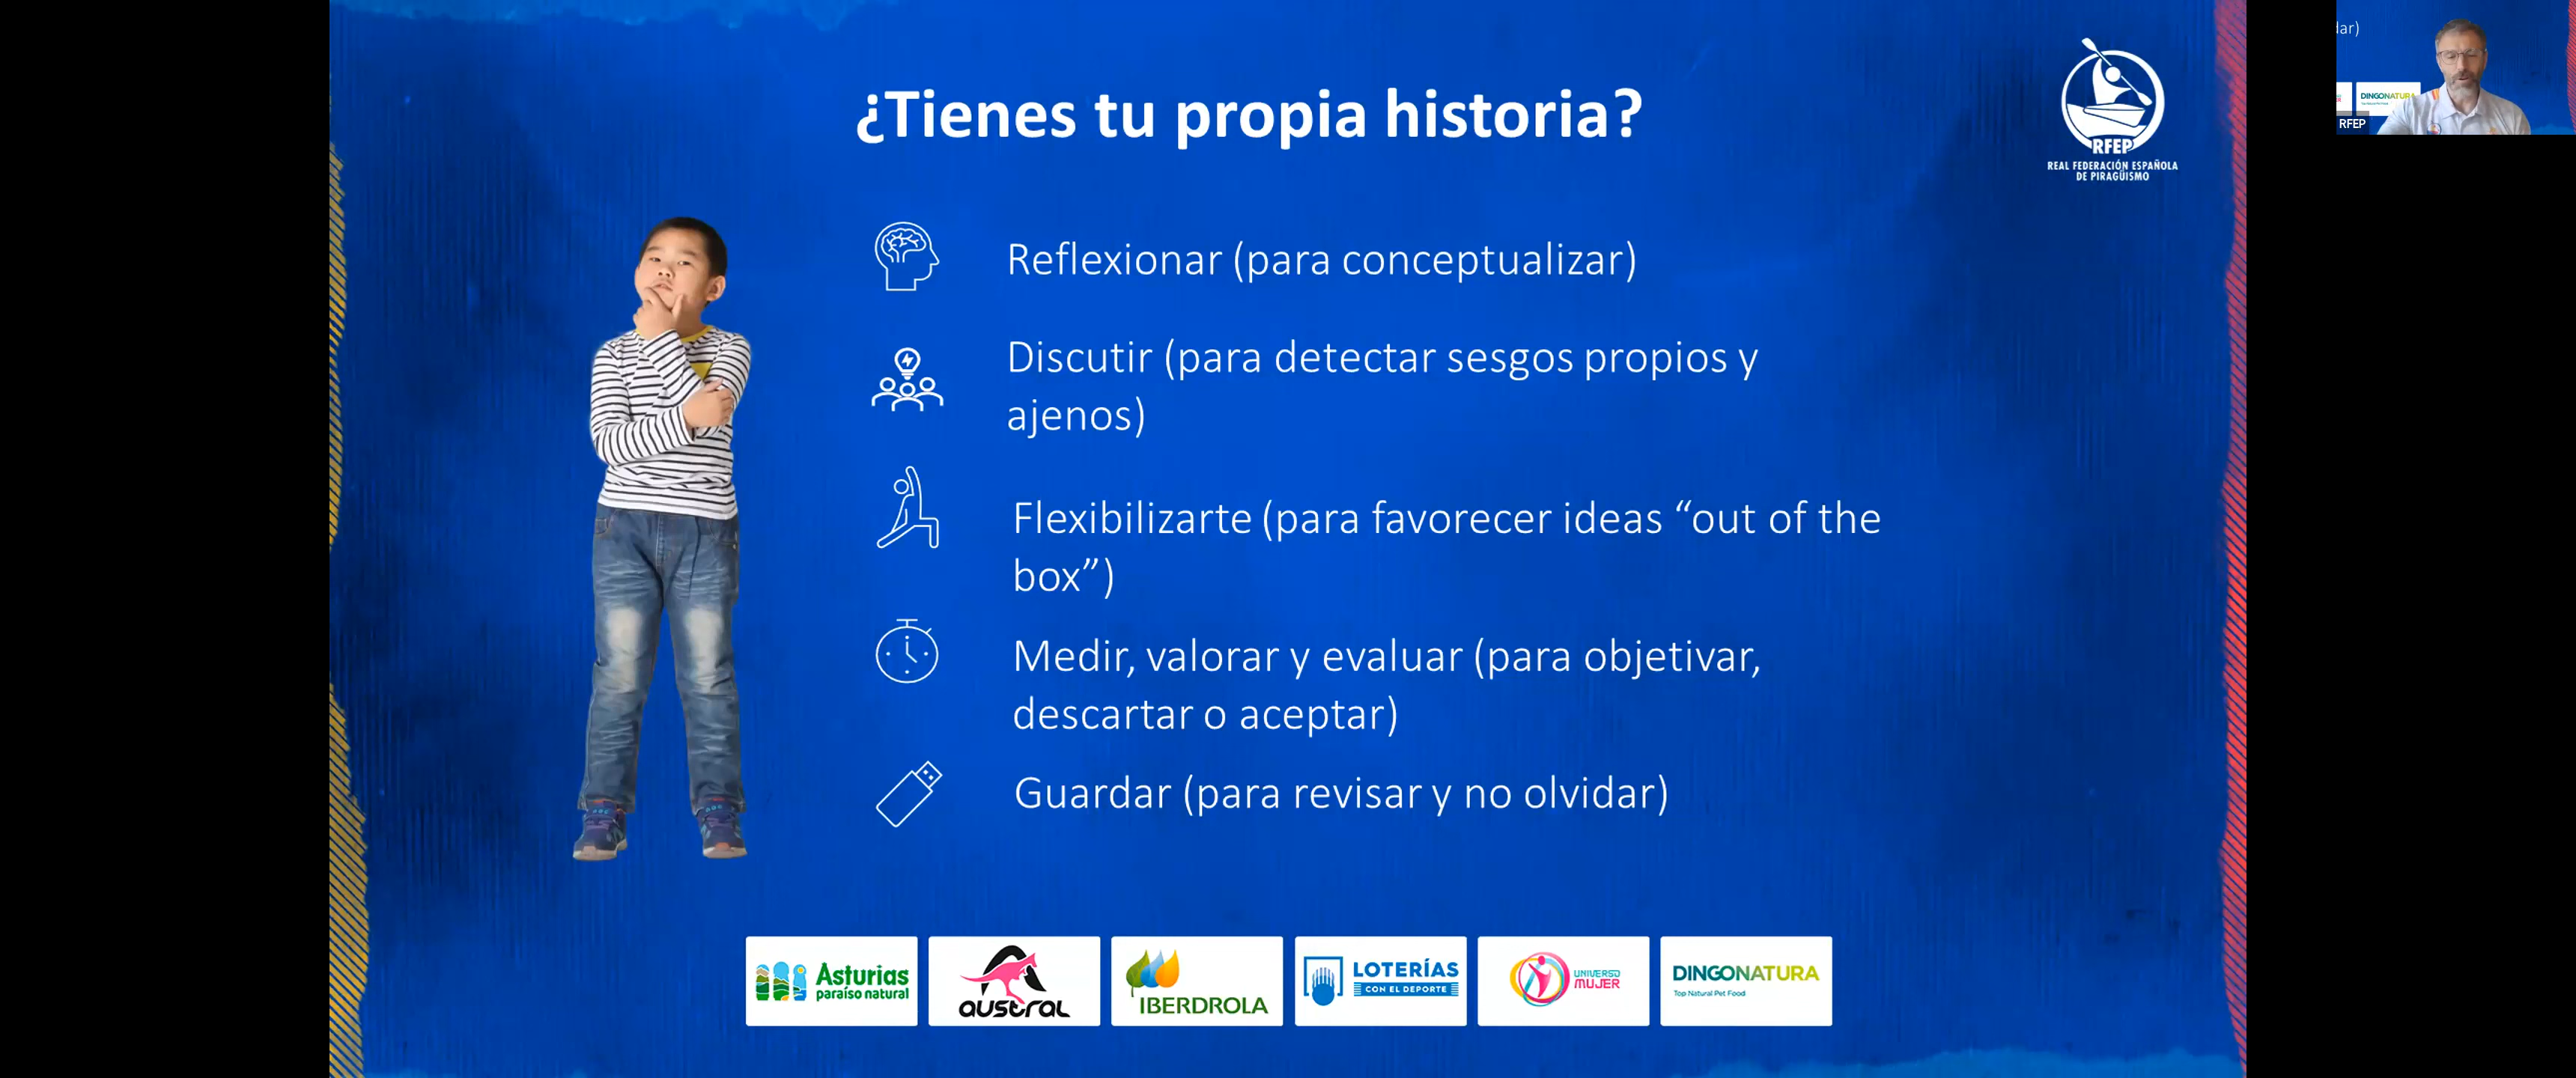 ¿Tienes tu propia historia?
RFEP
REAL FEDERACIÓN ESPAÑOLA
DE PIRAGÜISMO
Reflexionar (para conceptualizar)
Discutir (para detectar sesgos propios y
ajenos)
Flexibilizarte (para favorecer ideas “out of the
box”)
Medir, valorar y evaluar (para objetivar,
descartar o aceptar)
Guardar (para revisar y no olvidar)
Asturias
paraíso natural
austral
IBERDROLA
LOTERÍAS
CON EL DEPORTE
UNIVERSO
MUJER
DINGONATURA
Top Natural Pet Food
dar)
DINGONATURA
RFEP